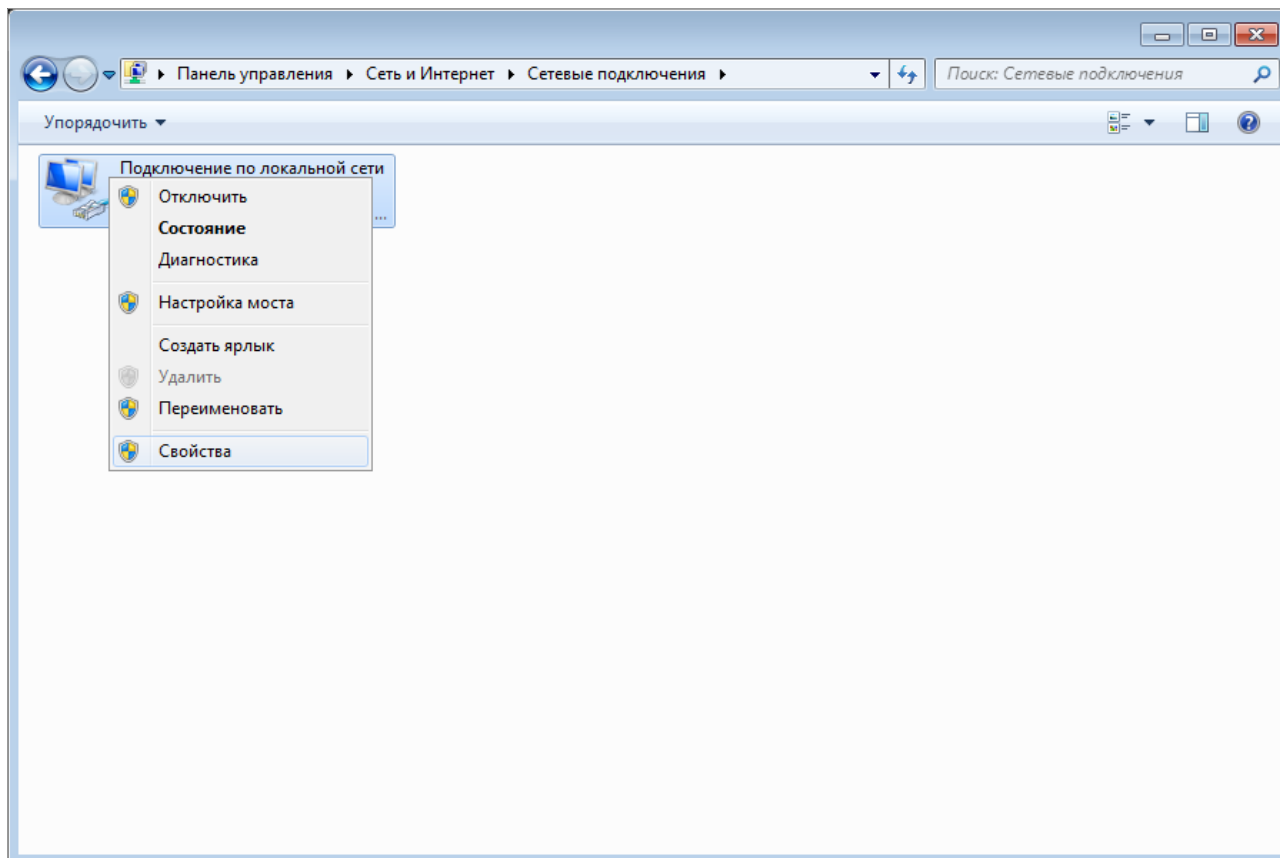 Панель управления ▸ Сеть и Интернет ▸ Сетевые подключения ▸
Поиск: Сетевые подключения
Упорядочить
Подключение по локальной сети
...
Отключить
Состояние
Диагностика
Настройка моста
Создать ярлык
Удалить
Переименовать
Свойства